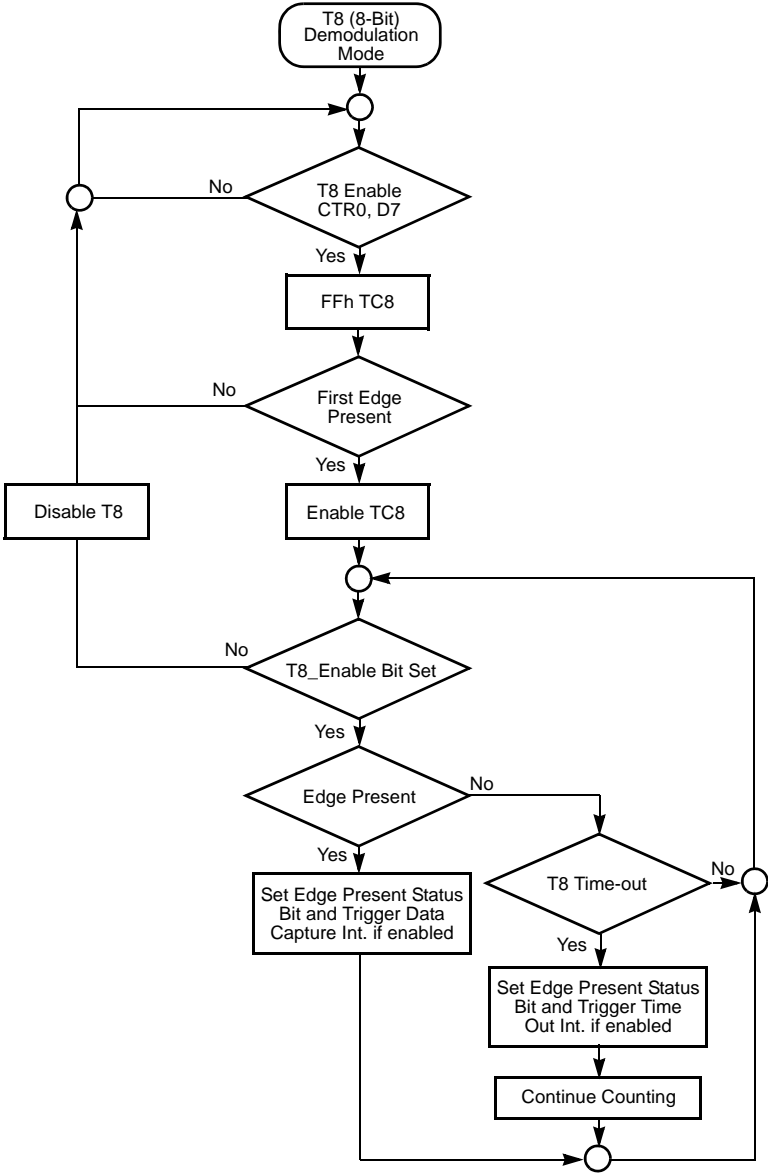 T8 (8-Bit)
Demodulation
Mode
No
T8 Enable
CTR0, D7
Yes
FFh TC8
No
First Edge
Present
Yes
Disable T8
Enable TC8
No
T8_Enable Bit Set
Yes
Edge Present
No
Yes
T8 Time-out
No
Set Edge Present Status
Bit and Trigger Data
Capture Int. if enabled
Yes
Set Edge Present Status
Bit and Trigger Time
Out Int. if enabled
Continue Counting